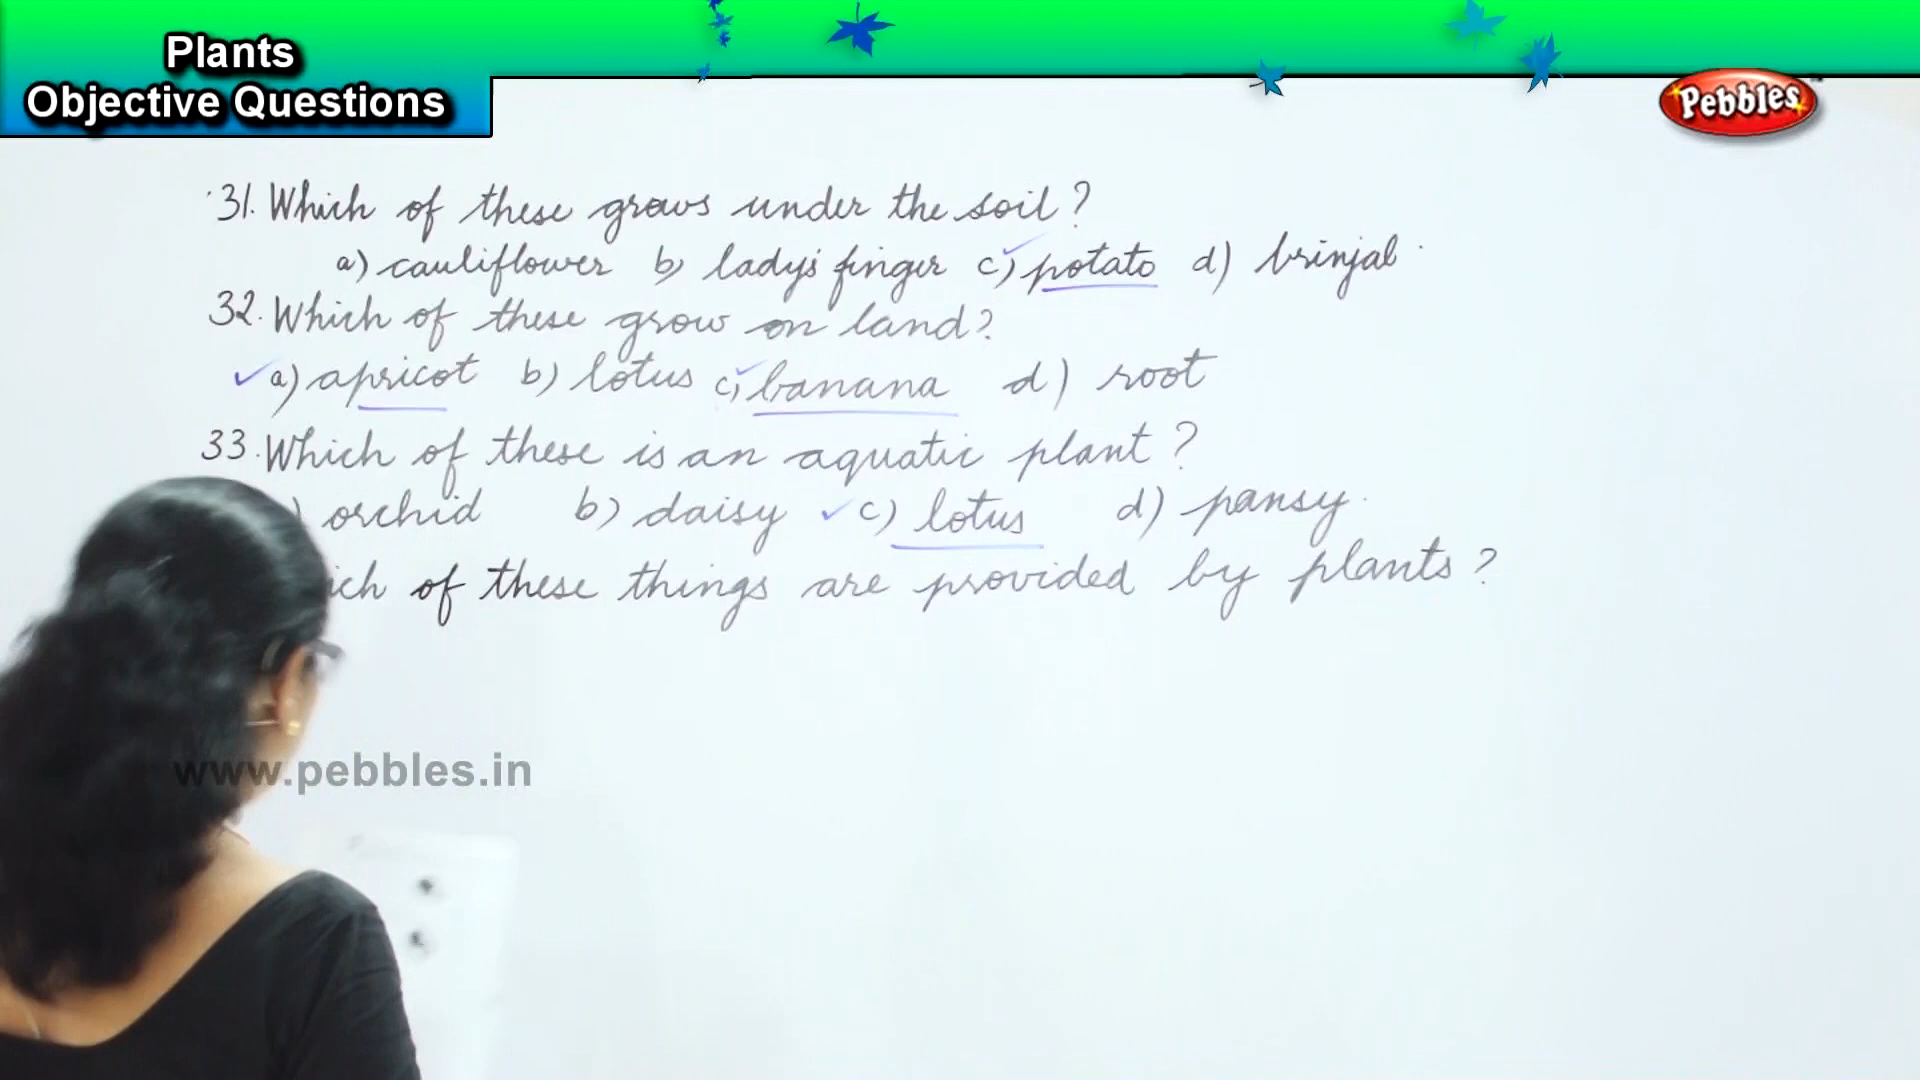 Plants
Objective Questions
Pebbles
31. Which of these grows under the soil?
a) cauliflower b) lady's finger c) potato d) brinjal
32. Which of these grow on land?
a) apricot b) lotus c) banana d) root
33. Which of these is an aquatic plant?
) orchid b) daisy c) lotus d) pansy.
ich of these things are provided by plants?
www.pebbles.in